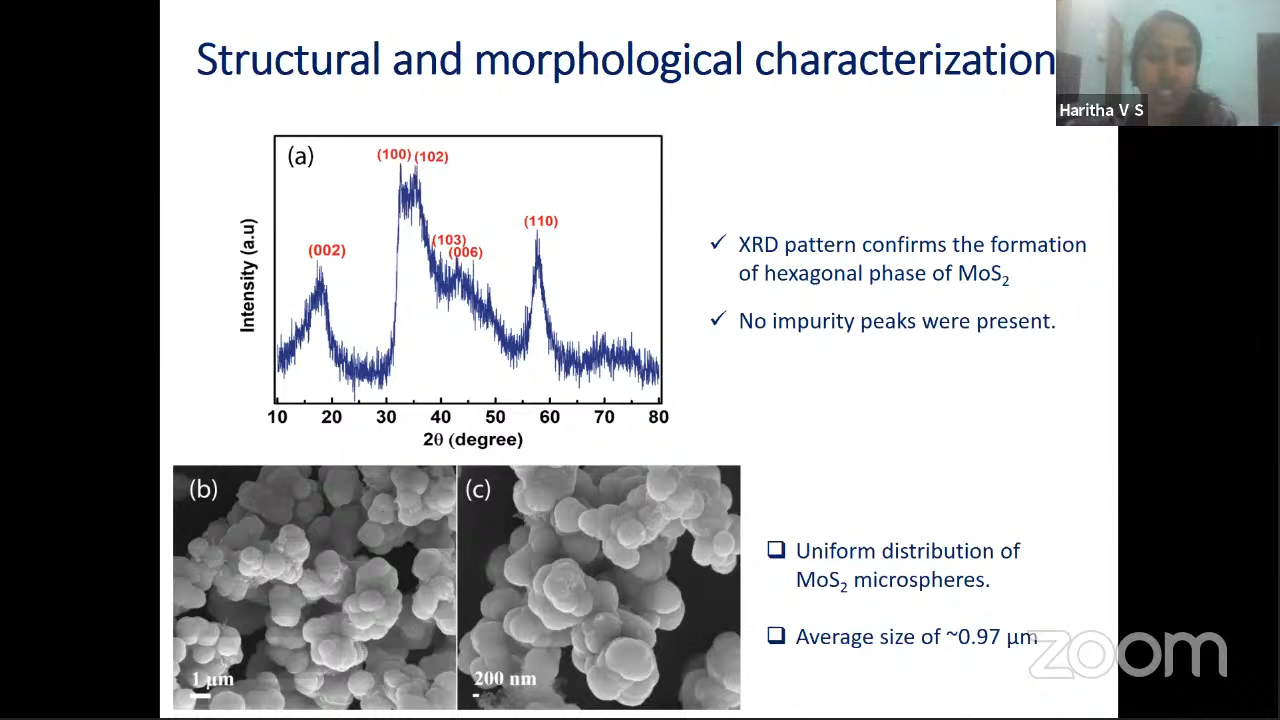 Structural and morphological characterization
Haritha V S
(a)
(100) (102)
(002)
(103)
(006)
(110)
Intensity (a.u)
10 20 30 40 50 60 70 80
2θ (degree)
✓ XRD pattern confirms the formation
of hexagonal phase of MoS2
✓ No impurity peaks were present.
(b)
1 μm
(c)
200 nm
❑ Uniform distribution of
MoS2 microspheres.
❑ Average size of ~0.97 μm
zoom